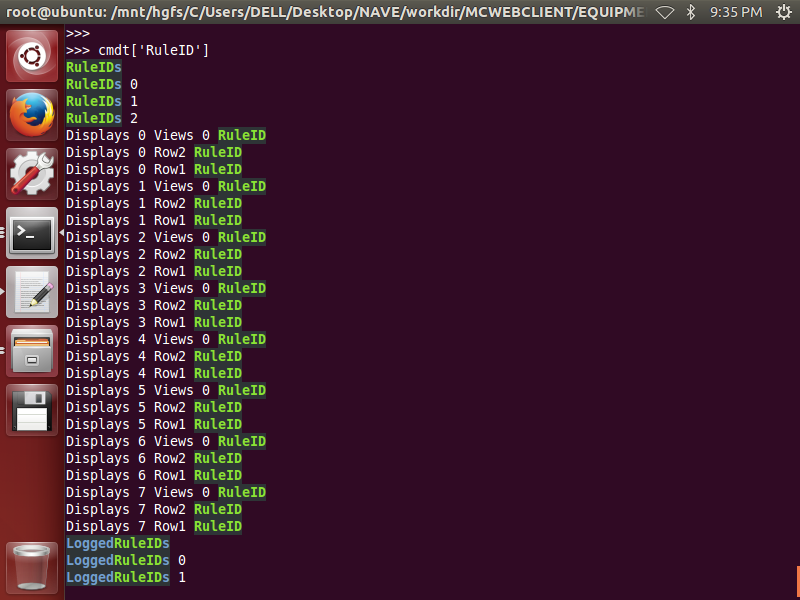 root@ubuntu: /mnt/hgfs/C/Users/DELL/Desktop/NAVE/workdir/MCWEBCLIENT/EQUIPME 9:35 PM
>>>
>>> cmdt['RuleID']
RuleIDs
RuleIDs 0
RuleIDs 1
RuleIDs 2
Displays 0 Views 0 RuleID
Displays 0 Row2 RuleID
Displays 0 Row1 RuleID
Displays 1 Views 0 RuleID
Displays 1 Row2 RuleID
Displays 1 Row1 RuleID
Displays 2 Views 0 RuleID
Displays 2 Row2 RuleID
Displays 2 Row1 RuleID
Displays 3 Views 0 RuleID
Displays 3 Row2 RuleID
Displays 3 Row1 RuleID
Displays 4 Views 0 RuleID
Displays 4 Row2 RuleID
Displays 4 Row1 RuleID
Displays 5 Views 0 RuleID
Displays 5 Row2 RuleID
Displays 5 Row1 RuleID
Displays 6 Views 0 RuleID
Displays 6 Row2 RuleID
Displays 6 Row1 RuleID
Displays 7 Views 0 RuleID
Displays 7 Row2 RuleID
Displays 7 Row1 RuleID
LoggedRuleIDs
LoggedRuleIDs 0
LoggedRuleIDs 1